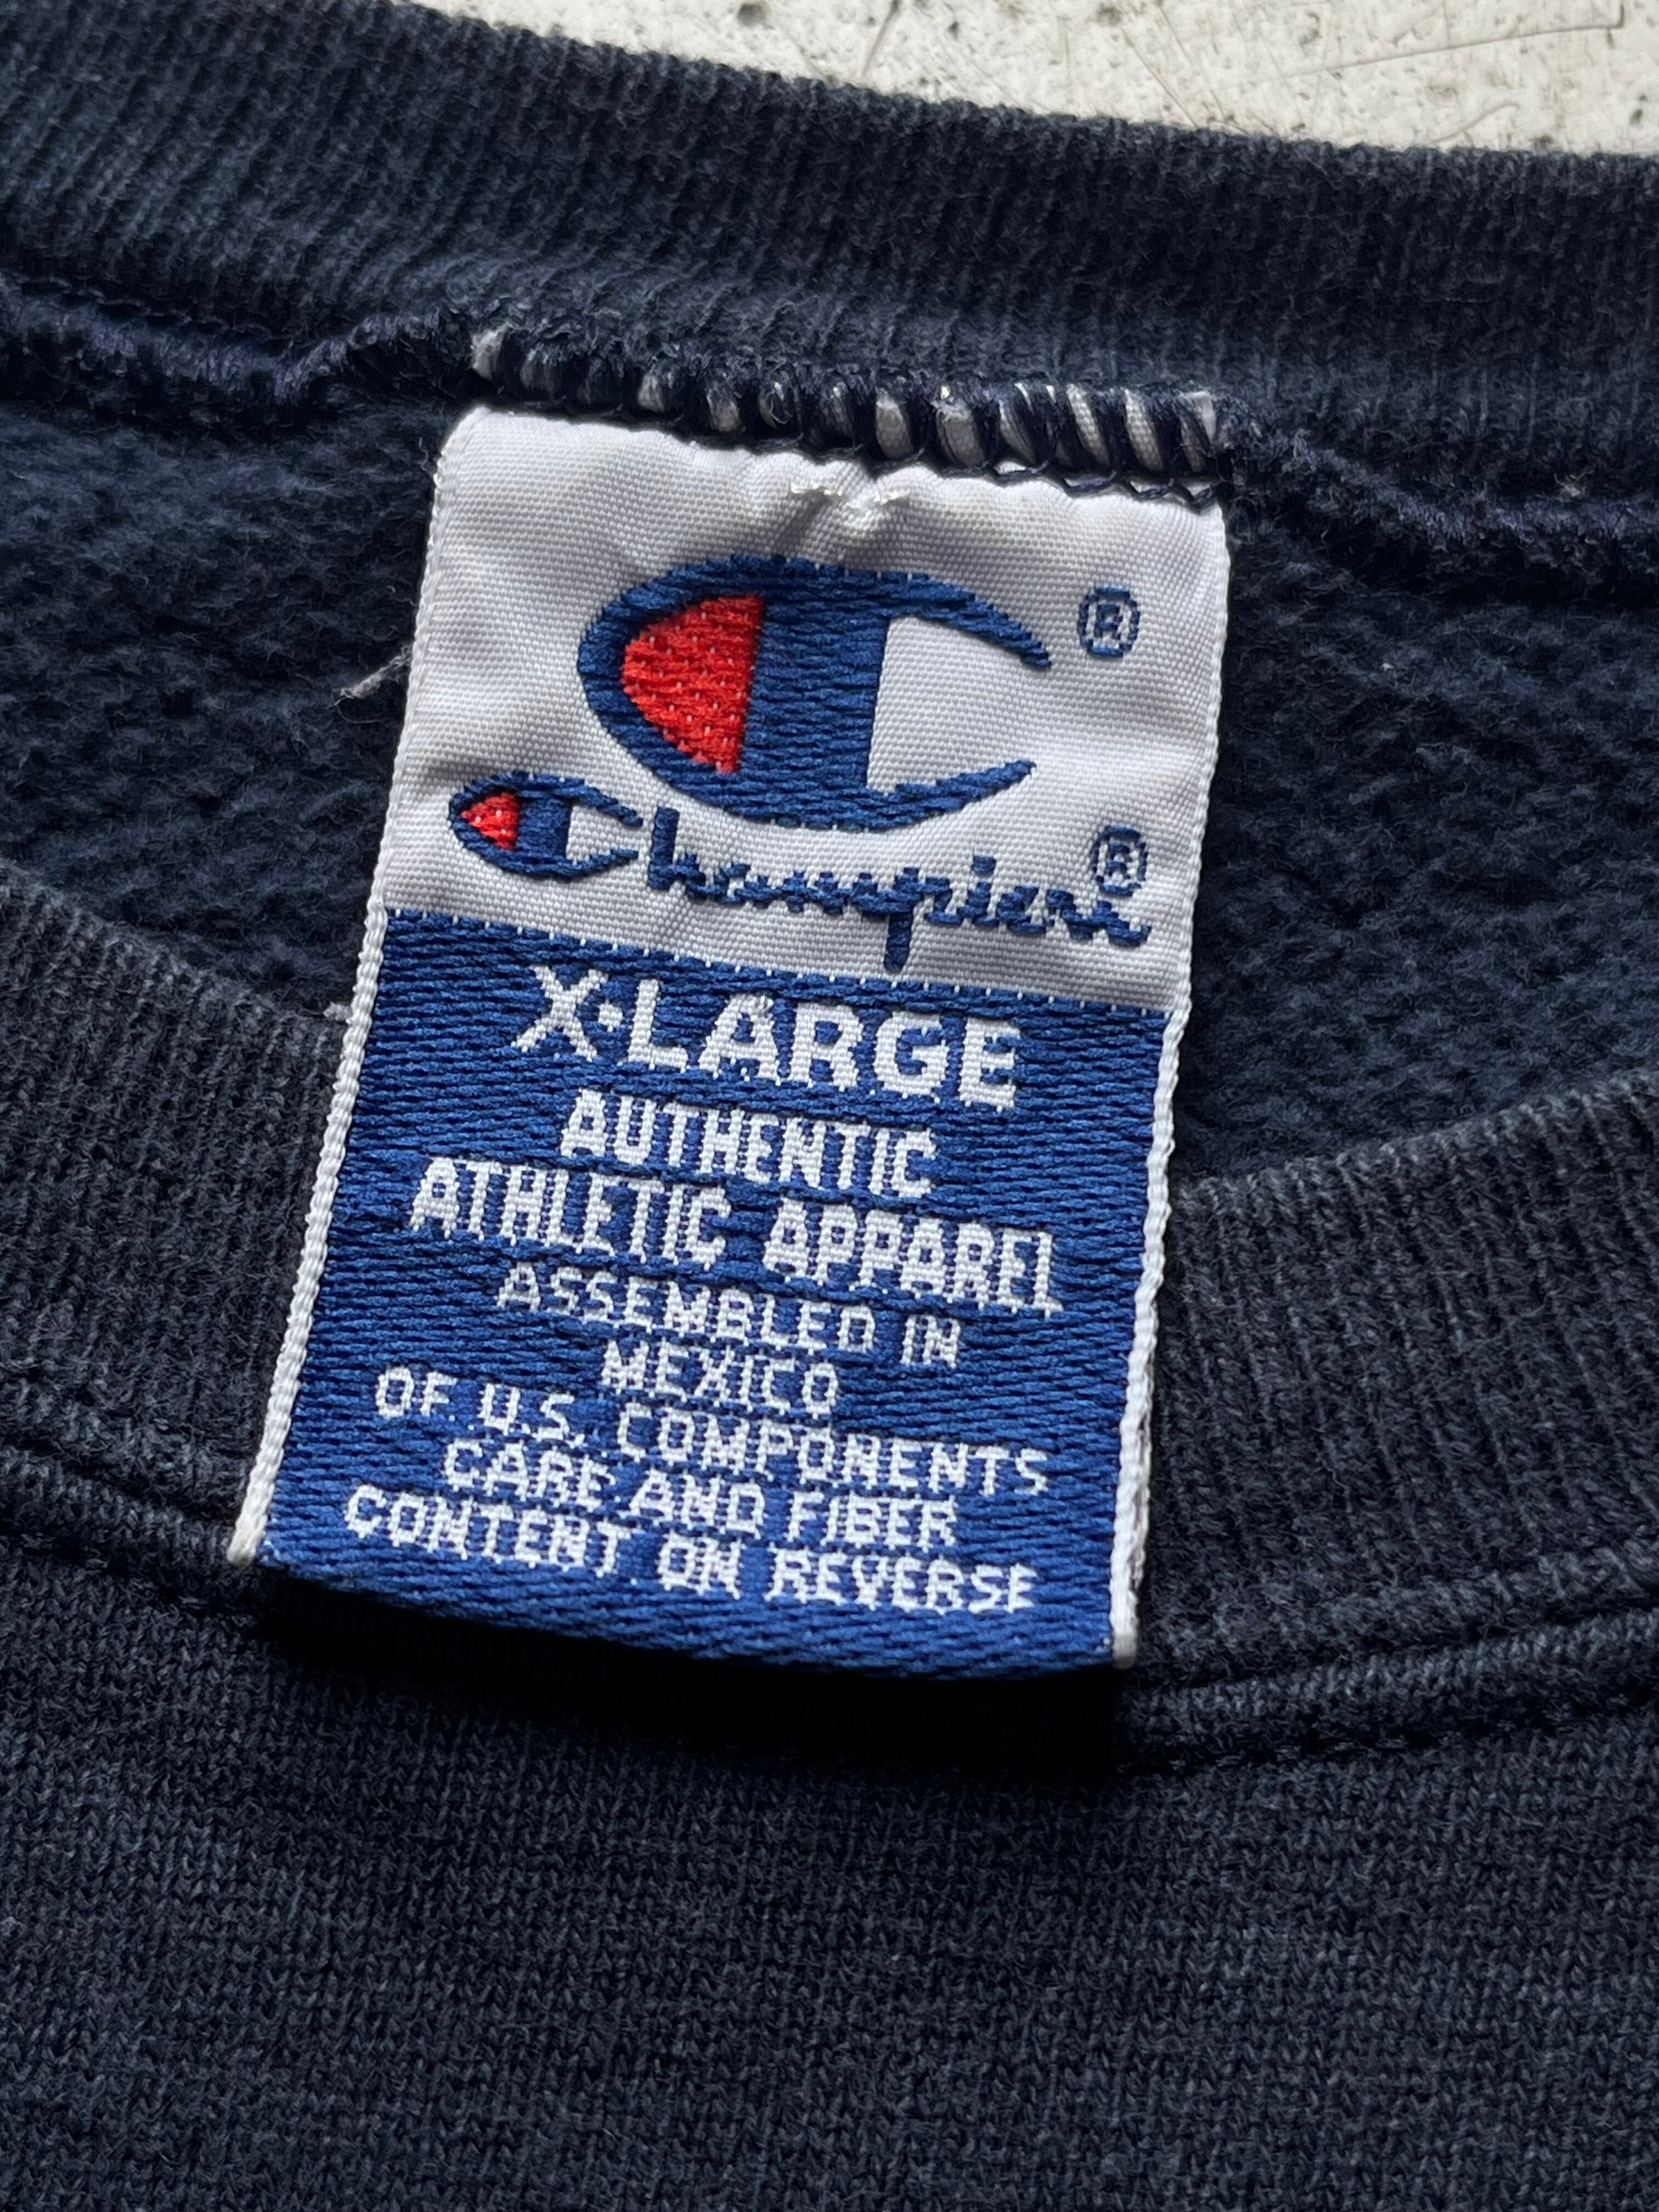 ®
Champion®
X-LARGE
AUTHENTIC
ATHLETIC APPAREL
ASSEMBLED IN
MEXICO
OF U.S. COMPONENTS
CARE AND FIBER
CONTENT ON REVERSE